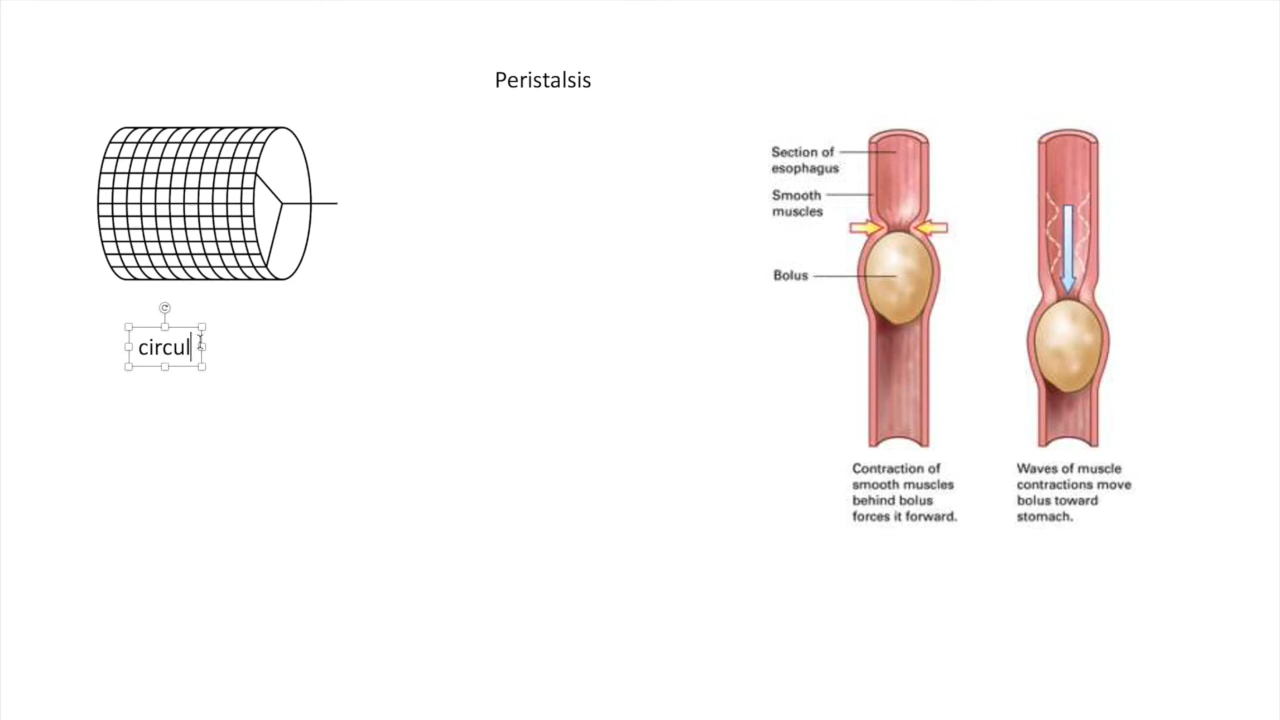 Peristalsis
circul
Section of
esophagus
Smooth
muscles
Bolus
Contraction of
smooth muscles
behind bolus
forces it forward.
Waves of muscle
contractions move
bolus toward
stomach.